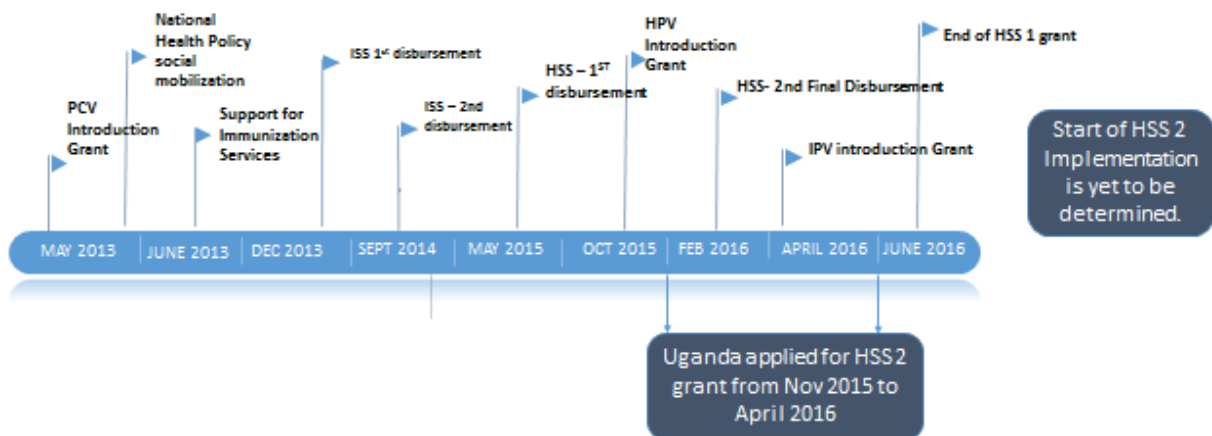 PCV
Introduction
Grant
National
Health Policy
social
mobilization
Support for
Immunization
Services
ISS 1st disbursement
ISS – 2nd
disbursement
HSS – 1ST
disbursement
HPV
Introduction
Grant
HSS- 2nd Final Disbursement
IPV introduction Grant
End of HSS 1 grant
Start of HSS 2
Implementation
is yet to be
determined.
MAY 2013
JUNE 2013
DEC 2013
SEPT 2014
MAY 2015
OCT 2015
FEB 2016
APRIL 2016
JUNE 2016
Uganda applied for HSS 2
grant from Nov 2015 to
April 2016